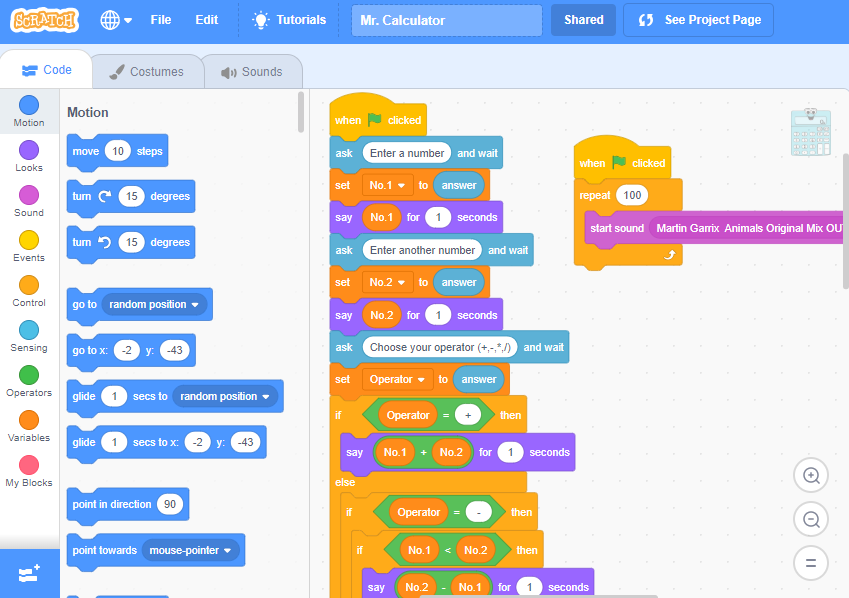 SCRATCH File Edit Tutorials Mr. Calculator Shared See Project Page
Code Costumes Sounds
Motion
Looks
Sound
Events
Control
Sensing
Operators
Variables
My Blocks
Motion
move 10 steps
turn 15 degrees
turn 15 degrees
go to random position
go to x: -2 y: -43
glide 1 secs to random position
glide 1 secs to x: -2 y: -43
point in direction 90
point towards mouse-pointer
when clicked
ask Enter a number and wait
set No.1 to answer
say No.1 for 1 seconds
ask Enter another number and wait
set No.2 to answer
say No.2 for 1 seconds
ask Choose your operator (+,-,*,/) and wait
set Operator to answer
if Operator = + then
say No.1 + No.2 for 1 seconds
else
if Operator = - then
if No.1 < No.2 then
say No.2 - No.1 for 1 seconds
when clicked
repeat 100
start sound Martin Garrix Animals Original Mix OU